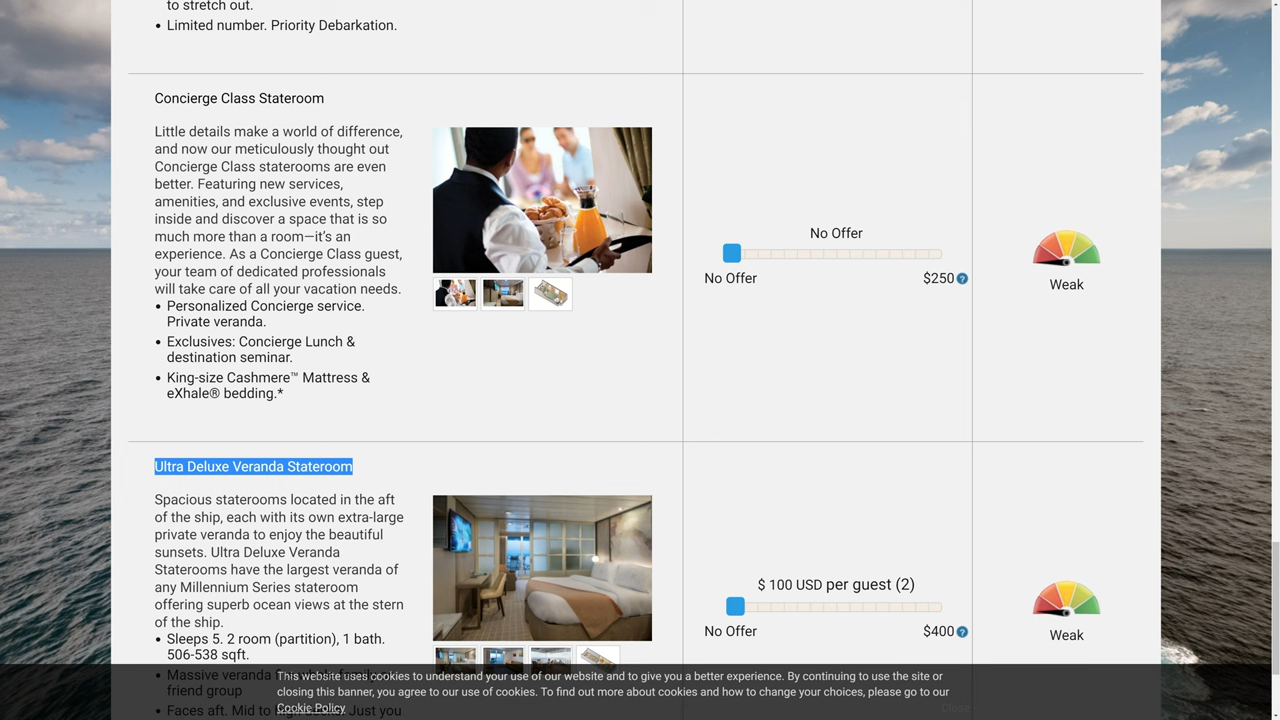 to stretch out.
• Limited number. Priority Debarkation.
Concierge Class Stateroom
Little details make a world of difference,
and now our meticulously thought out
Concierge Class staterooms are even
better. Featuring new services,
amenities, and exclusive events, step
inside and discover a space that is so
much more than a room—it's an
experience. As a Concierge Class guest,
your team of dedicated professionals
will take care of all your vacation needs.
• Personalized Concierge service.
Private veranda.
• Exclusives: Concierge Lunch &
destination seminar.
• King-size Cashmere™ Mattress &
eXhale® bedding.*
No Offer
No Offer $250
Weak
Ultra Deluxe Veranda Stateroom
Spacious staterooms located in the aft
of the ship, each with its own extra-large
private veranda to enjoy the beautiful
sunsets. Ultra Deluxe Veranda
Staterooms have the largest veranda of
any Millennium Series stateroom
offering superb ocean views at the stern
of the ship.
• Sleeps 5. 2 room (partition), 1 bath.
506-538 sqft.
• Massive veranda
friend group
• Faces aft. Mid to high decks. Just you
$ 100 USD per guest (2)
No Offer $400
Weak
This website uses cookies to understand your use of our website and to give you a better experience. By continuing to use the site or
closing this banner, you agree to our use of cookies. To find out more about cookies and how to change your choices, please go to our
Cookie Policy
Close